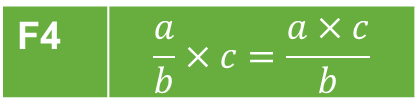 F4
a/b × c = (a × c)/b